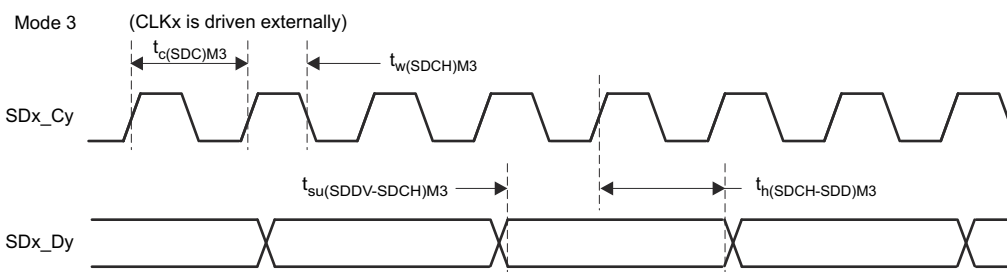 Mode 3 (CLKx is driven externally)
tc(SDC)M3
tw(SDCH)M3
SDx_Cy
tsu(SDDV-SDCH)M3
th(SDCH-SDD)M3
SDx_Dy